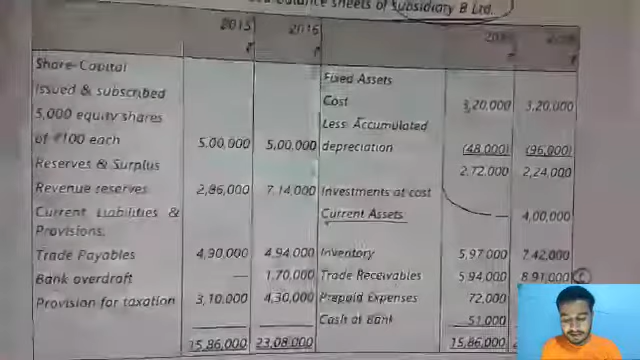 balance sheets of Subsidiary B Ltd.
2015 2016
₹ ₹ ₹ ₹
Share Capital
Issued & subscribed Fixed Assets
5,000 equity shares Cost 3,20,000 3,20,000
of ₹100 each 5,00,000 5,00,000 Less Accumulated
depreciation (48,000) (96,000)
Reserves & Surplus 2,72,000 2,24,000
Revenue reserves 2,86,000 7,14,000 Investments at cost — 4,00,000
Current Liabilities & Current Assets
Provisions:
Trade Payables 4,90,000 4,94,000 Inventory 5,97,000 7,42,000
Bank overdraft — 1,70,000 Trade Receivables 5,94,000 8,91,000
Provision for taxation 3,10,000 4,30,000 Prepaid Expenses 72,000
Cash at Bank 51,000
15,86,000 23,08,000 15,86,000